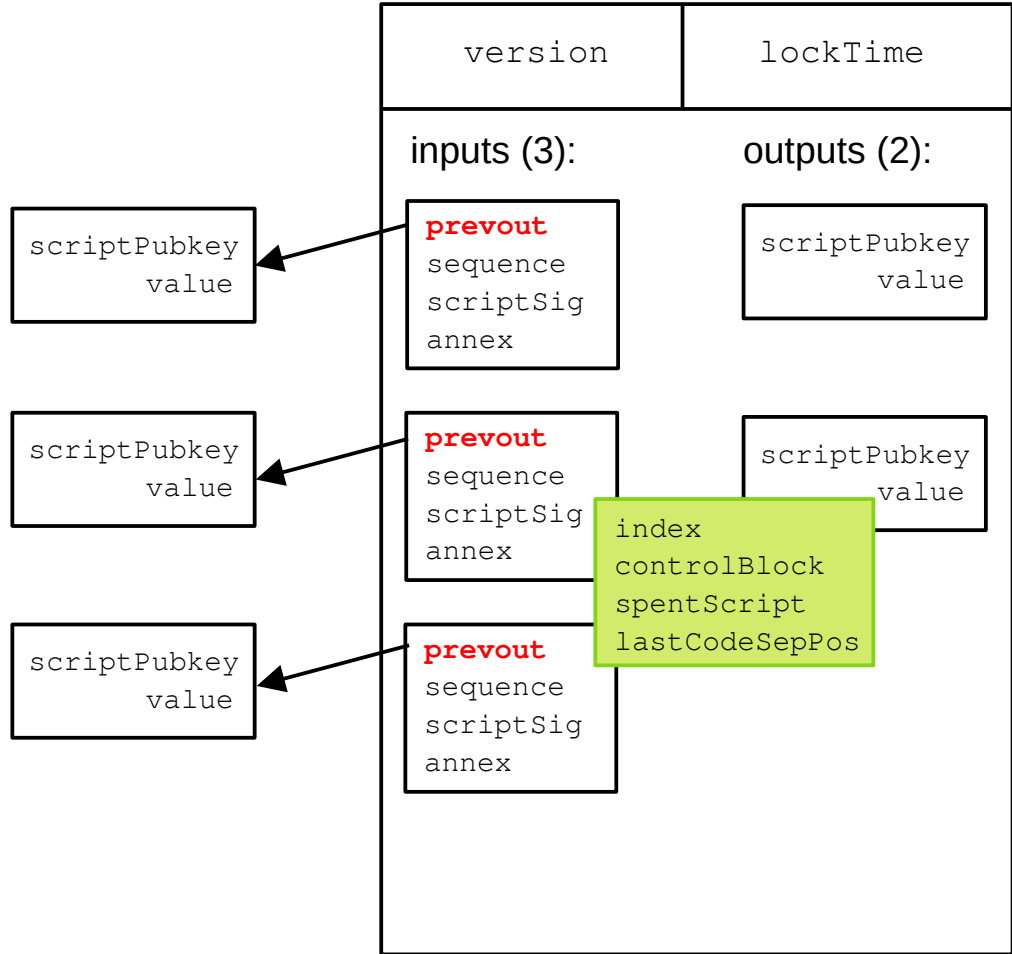 version
lockTime
inputs (3):
outputs (2):
scriptPubkey
value
prevout
sequence
scriptSig
annex
scriptPubkey
value
scriptPubkey
value
prevout
sequence
scriptSig
annex
scriptPubkey
value
index
controlBlock
spentScript
lastCodeSepPos
scriptPubkey
value
prevout
sequence
scriptSig
annex